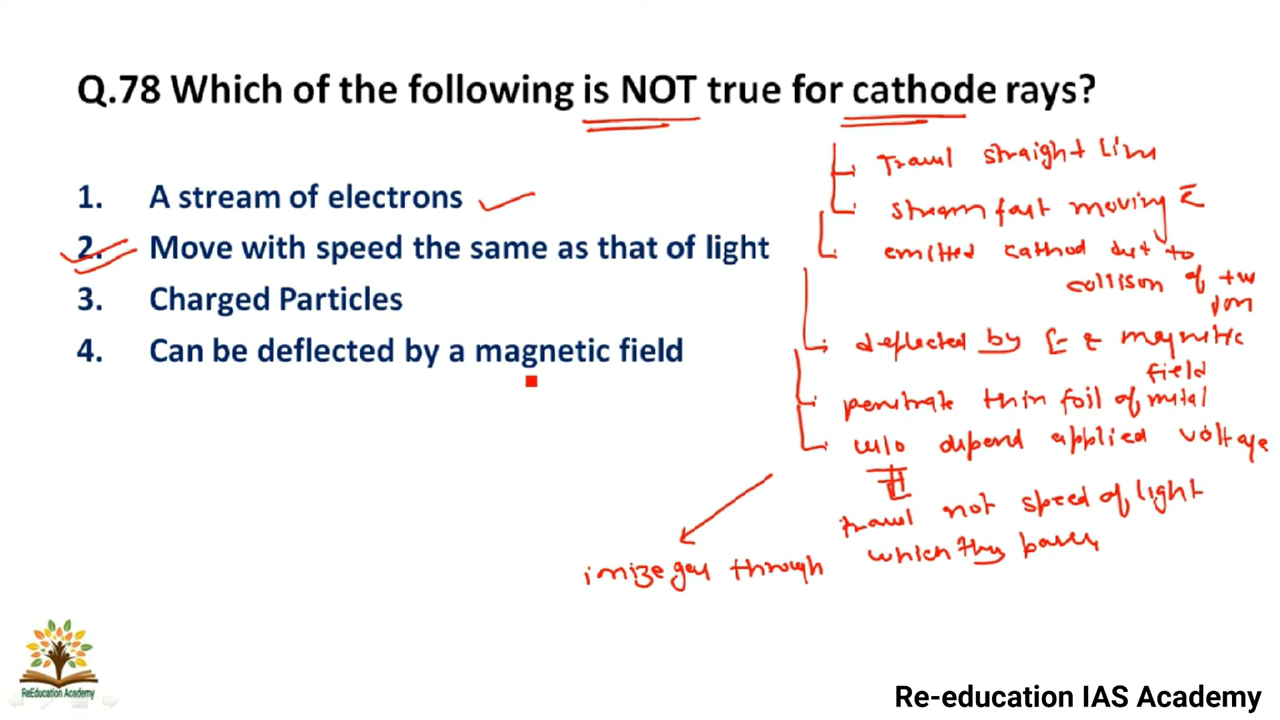 Q.78 Which of the following is NOT true for cathode rays?
1. A stream of electrons
2. Move with speed the same as that of light
3. Charged Particles
4. Can be deflected by a magnetic field
Travel straight Line
stream fast moving e̅
emitted cathod due to
collison of +ve
ion
deflected by E & magnetic
field
penitrate thin foil of metal
depend applied voltage
travel not speed of light
which they
through
ReEducation Academy
Re-education IAS Academy